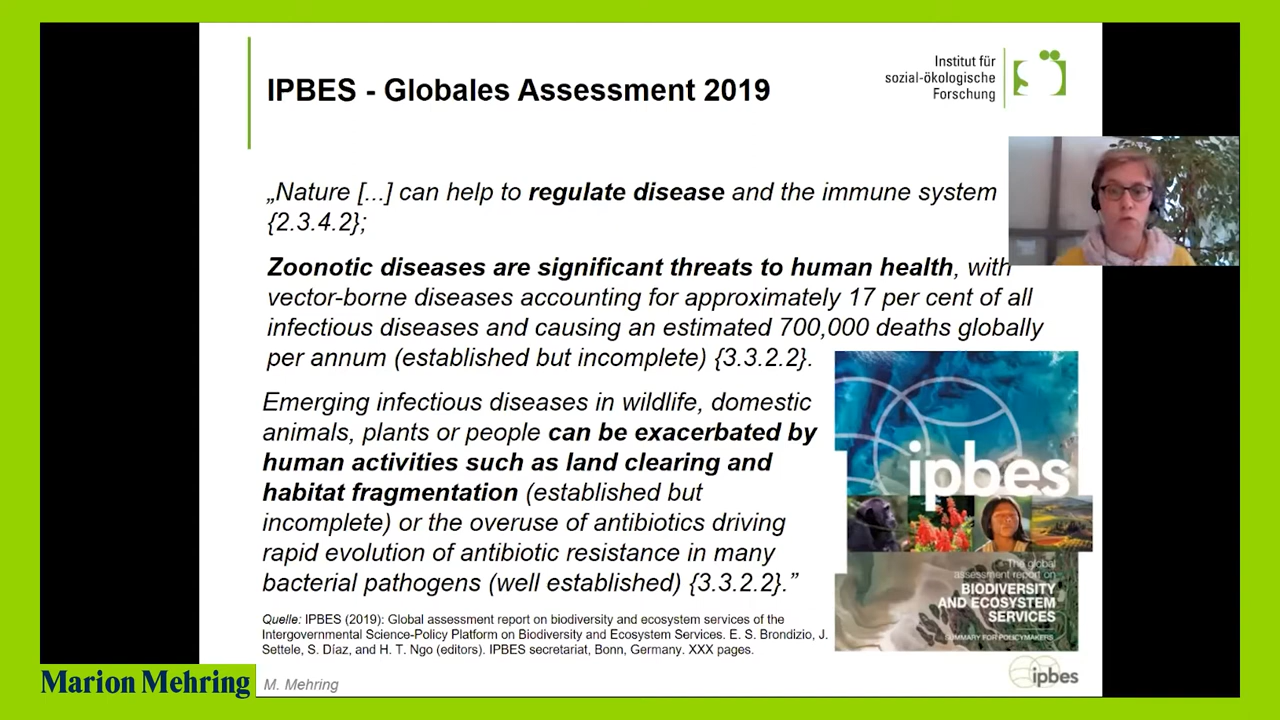 IPBES - Globales Assessment 2019
Institut für
sozial-ökologische
Forschung
„Nature [...] can help to regulate disease and the immune system
{2.3.4.2};
Zoonotic diseases are significant threats to human health, with
vector-borne diseases accounting for approximately 17 per cent of all
infectious diseases and causing an estimated 700,000 deaths globally
per annum (established but incomplete) {3.3.2.2}.
Emerging infectious diseases in wildlife, domestic
animals, plants or people can be exacerbated by
human activities such as land clearing and
habitat fragmentation (established but
incomplete) or the overuse of antibiotics driving
rapid evolution of antibiotic resistance in many
bacterial pathogens (well established) {3.3.2.2}.”
ipbes
The global
assessment report on
BIODIVERSITY
AND ECOSYSTEM
SERVICES
SUMMARY FOR POLICYMAKERS
Quelle: IPBES (2019): Global assessment report on biodiversity and ecosystem services of the
Intergovernmental Science-Policy Platform on Biodiversity and Ecosystem Services. E. S. Brondizio, J.
Settele, S. Díaz, and H. T. Ngo (editors). IPBES secretariat, Bonn, Germany. XXX pages.
Marion Mehring
M. Mehring
ipbes